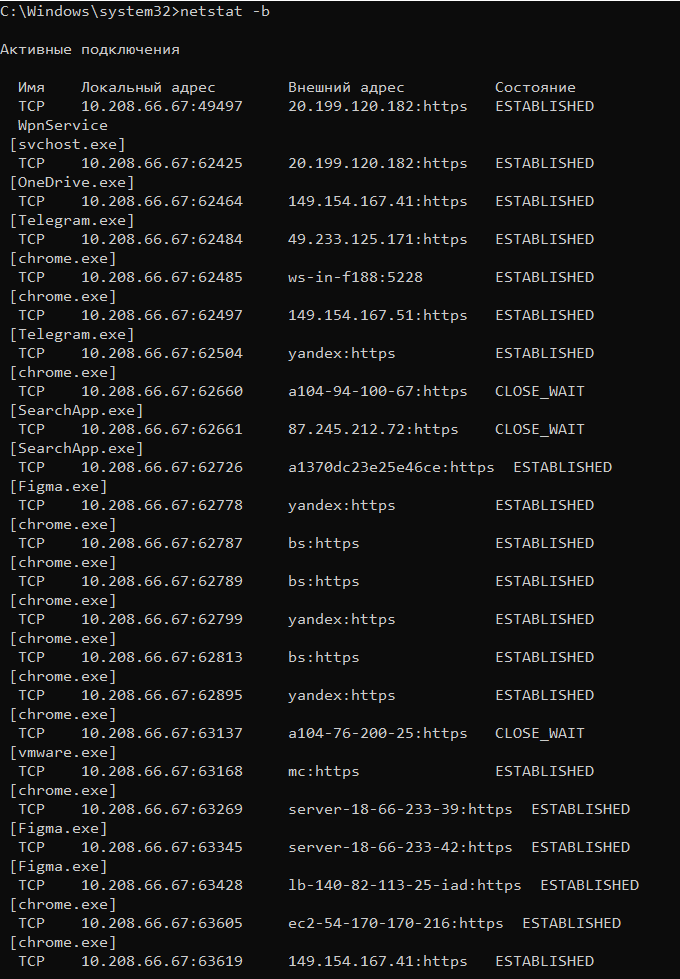 C:\Windows\system32>netstat -b
Активные подключения
Имя Локальный адрес Внешний адрес Состояние
TCP 10.208.66.67:49497 20.199.120.182:https ESTABLISHED
WpnService
[svchost.exe]
TCP 10.208.66.67:62425 20.199.120.182:https ESTABLISHED
[OneDrive.exe]
TCP 10.208.66.67:62464 149.154.167.41:https ESTABLISHED
[Telegram.exe]
TCP 10.208.66.67:62484 49.233.125.171:https ESTABLISHED
[chrome.exe]
TCP 10.208.66.67:62485 ws-in-f188:5228 ESTABLISHED
[chrome.exe]
TCP 10.208.66.67:62497 149.154.167.51:https ESTABLISHED
[Telegram.exe]
TCP 10.208.66.67:62504 yandex:https ESTABLISHED
[chrome.exe]
TCP 10.208.66.67:62660 a104-94-100-67:https CLOSE_WAIT
[SearchApp.exe]
TCP 10.208.66.67:62661 87.245.212.72:https CLOSE_WAIT
[SearchApp.exe]
TCP 10.208.66.67:62726 a1370dc23e25e46ce:https ESTABLISHED
[Figma.exe]
TCP 10.208.66.67:62778 yandex:https ESTABLISHED
[chrome.exe]
TCP 10.208.66.67:62787 bs:https ESTABLISHED
[chrome.exe]
TCP 10.208.66.67:62789 bs:https ESTABLISHED
[chrome.exe]
TCP 10.208.66.67:62799 yandex:https ESTABLISHED
[chrome.exe]
TCP 10.208.66.67:62813 bs:https ESTABLISHED
[chrome.exe]
TCP 10.208.66.67:62895 yandex:https ESTABLISHED
[chrome.exe]
TCP 10.208.66.67:63137 a104-76-200-25:https CLOSE_WAIT
[vmware.exe]
TCP 10.208.66.67:63168 mc:https ESTABLISHED
[chrome.exe]
TCP 10.208.66.67:63269 server-18-66-233-39:https ESTABLISHED
[Figma.exe]
TCP 10.208.66.67:63345 server-18-66-233-42:https ESTABLISHED
[Figma.exe]
TCP 10.208.66.67:63428 lb-140-82-113-25-iad:https ESTABLISHED
[chrome.exe]
TCP 10.208.66.67:63605 ec2-54-170-170-216:https ESTABLISHED
[chrome.exe]
TCP 10.208.66.67:63619 149.154.167.41:https ESTABLISHED